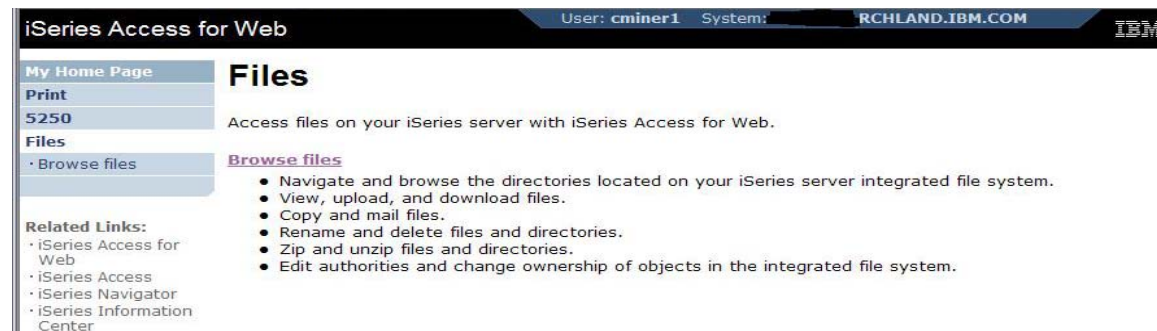 iSeries Access for Web
User: cminer1 System: RCHLAND.IBM.COM
IBM
My Home Page
Print
5250
Files
· Browse files
Related Links:
· iSeries Access for
Web
· iSeries Access
· iSeries Navigator
· iSeries Information
Center
Files
Access files on your iSeries server with iSeries Access for Web.
Browse files
● Navigate and browse the directories located on your iSeries server integrated file system.
● View, upload, and download files.
● Copy and mail files.
● Rename and delete files and directories.
● Zip and unzip files and directories.
● Edit authorities and change ownership of objects in the integrated file system.